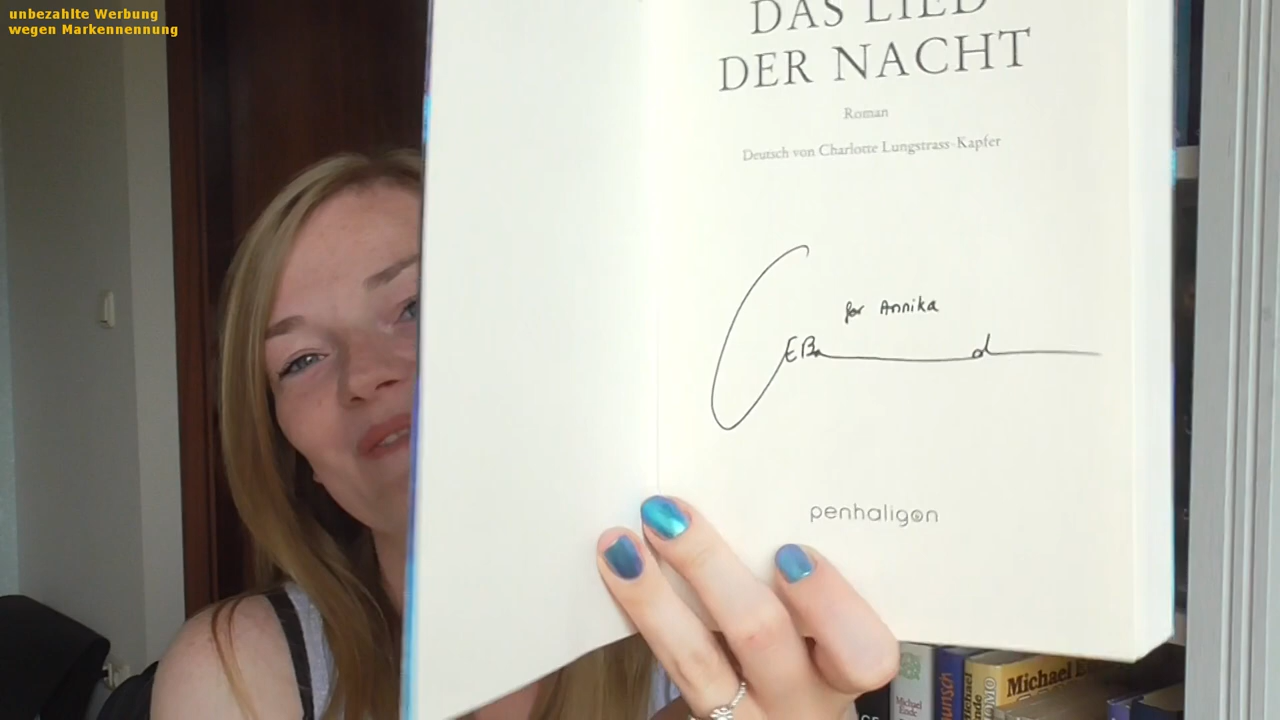 unbezahlte Werbung
wegen Markennennung
DAS LIED
DER NACHT
Roman
Deutsch von Charlotte Lungstrass-Kapfer
for Annika
penhaligon
Michael
Ende
Michael